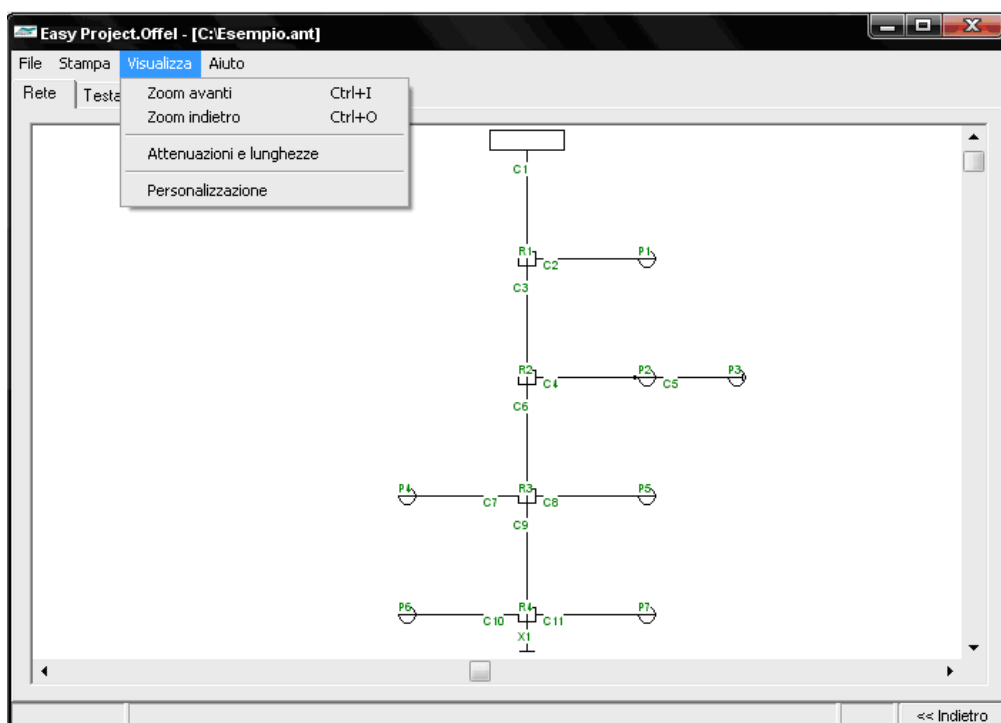 Easy Project.Offel - [C:\Esempio.ant]
File Stampa Visualizza Aiuto
Rete Testa
Zoom avanti Ctrl+I
Zoom indietro Ctrl+O
Attenuazioni e lunghezze
Personalizzazione
C1
R1 P1
C2
C3
R2 P2 P3
C4 C5
C6
P4 R3 P5
C7 C8
C9
P6 R4 P7
C10 C11
X1
<< Indietro